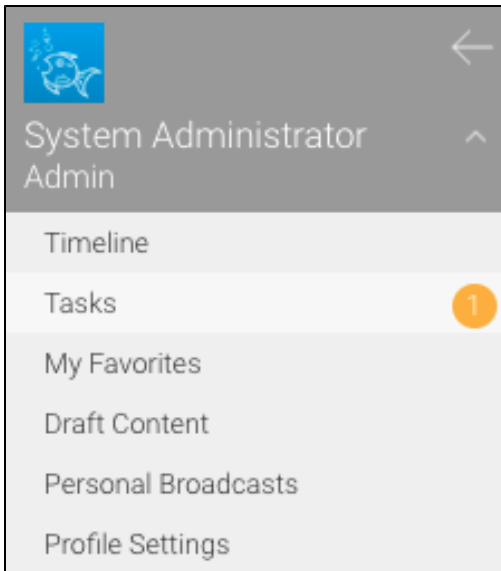 System Administrator
Admin
Timeline
Tasks
1
My Favorites
Draft Content
Personal Broadcasts
Profile Settings